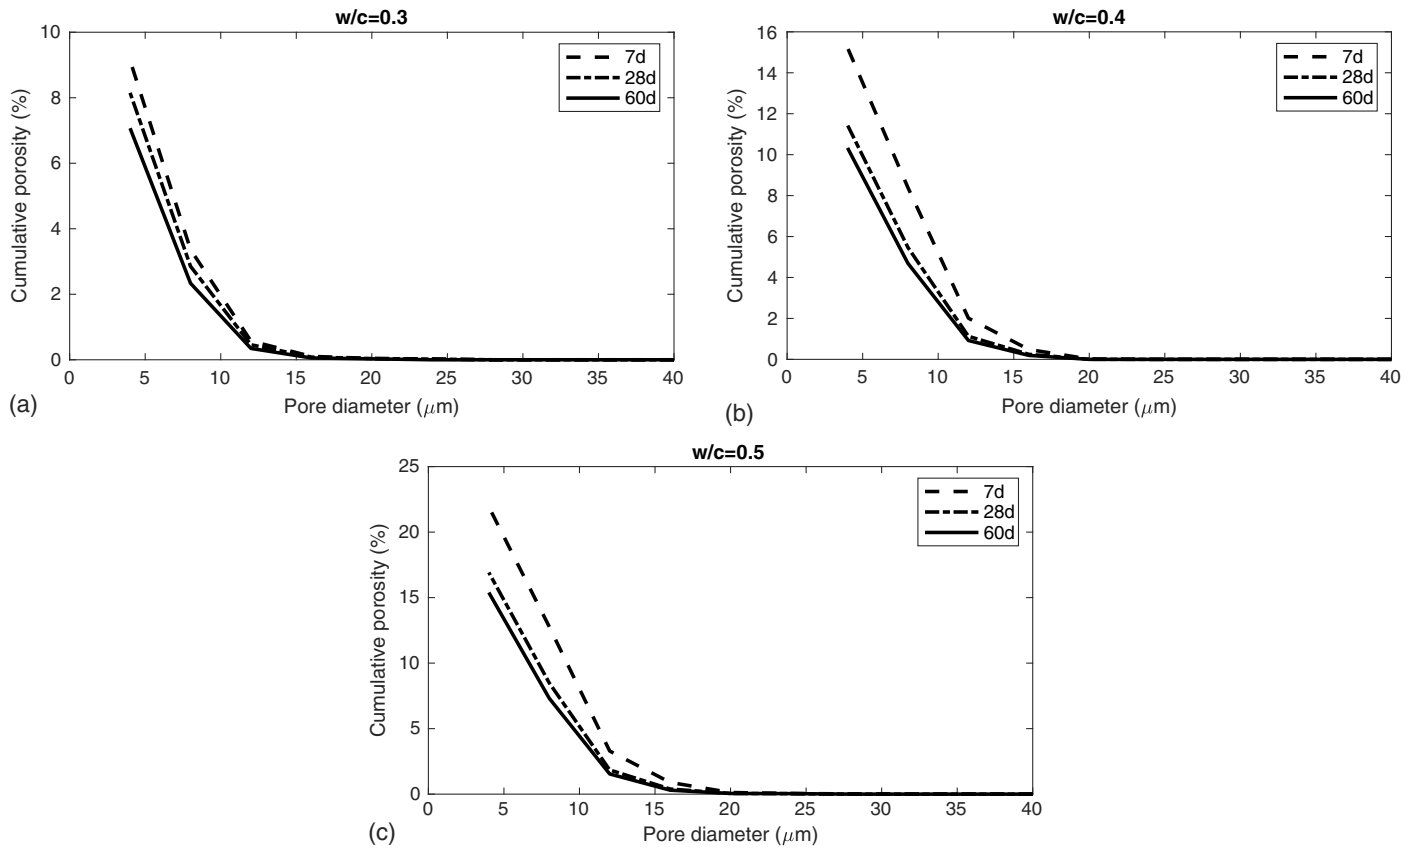 w/c=0.3
10
8
6
4
2
0
Cumulative porosity (%)
7d
28d
60d
0 5 10 15 20 25 30 35 40
Pore diameter (μm)
(a)
w/c=0.4
16
14
12
10
8
6
4
2
0
Cumulative porosity (%)
7d
28d
60d
0 5 10 15 20 25 30 35 40
Pore diameter (μm)
(b)
w/c=0.5
25
20
15
10
5
0
Cumulative porosity (%)
7d
28d
60d
0 5 10 15 20 25 30 35 40
Pore diameter (μm)
(c)